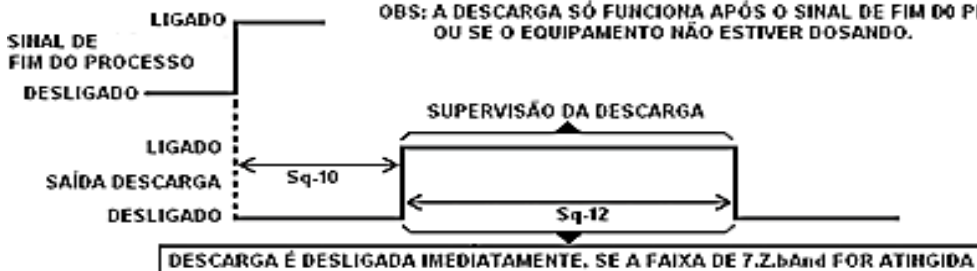 OBS: A DESCARGA SÓ FUNCIONA APÓS O SINAL DE FIM DO
OU SE O EQUIPAMENTO NÃO ESTIVER DOSANDO.
LIGADO
SINAL DE
FIM DO PROCESSO
DESLIGADO
SUPERVISÃO DA DESCARGA
LIGADO
SAÍDA DESCARGA
Sq-10
DESLIGADO
Sq-12
DESCARGA É DESLIGADA IMEDIATAMENTE, SE A FAIXA DE 7.Z.bAnd FOR ATINGIDA